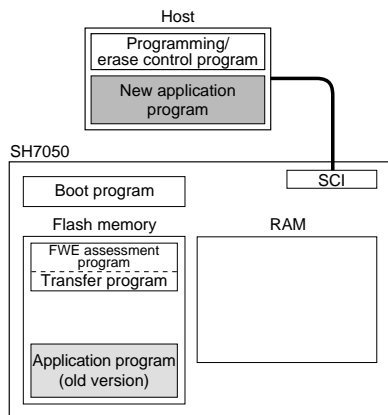 Host
Programming/
erase control program
New application
program
SH7050
SCI
Boot program
Flash memory
RAM
FWE assessment
program
Transfer program
Application program
(old version)